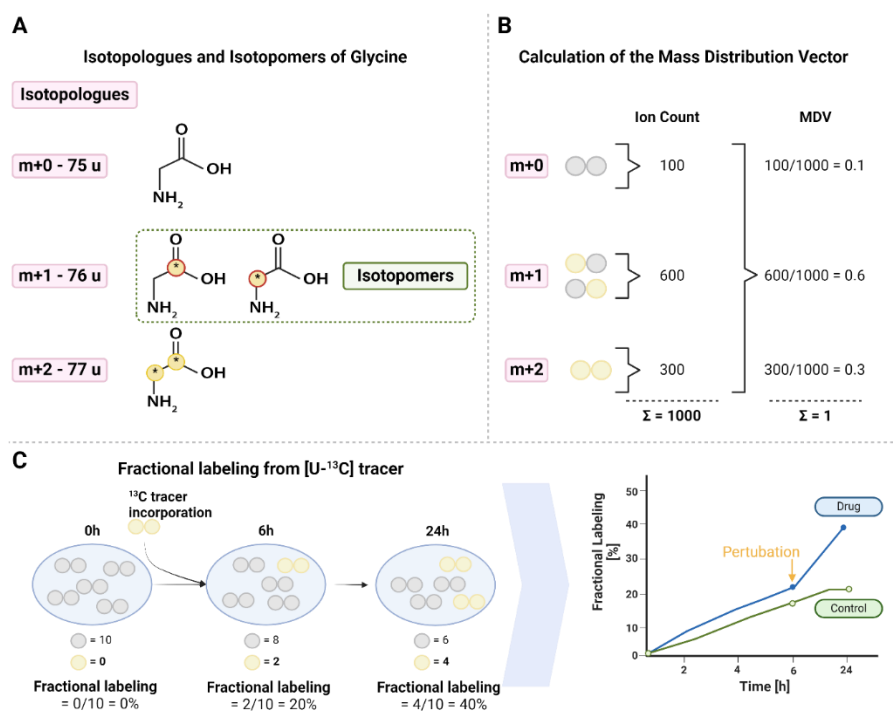 A
Isotopologues and Isotopomers of Glycine
Isotopologues
m+0 - 75 u
O
OH
NH₂
m+1 - 76 u
O
*
OH
NH₂
O
*
OH
NH₂
Isotopomers
m+2 - 77 u
O
*
*
OH
NH₂
B
Calculation of the Mass Distribution Vector
Ion Count
MDV
m+0
100
100/1000 = 0.1
m+1
600
600/1000 = 0.6
m+2
300
300/1000 = 0.3
Σ = 1000
Σ = 1
C
Fractional labeling from [U-¹³C] tracer
¹³C tracer
incorporation
0h
6h
24h
= 10
= 0
= 8
= 2
= 6
= 4
Fractional labeling
= 0/10 = 0%
Fractional labeling
= 2/10 = 20%
Fractional labeling
= 4/10 = 40%
Fractional Labeling
[%]
50
40
30
20
10
0
Drug
Pertubation
Control
2
4
6
24
Time [h]